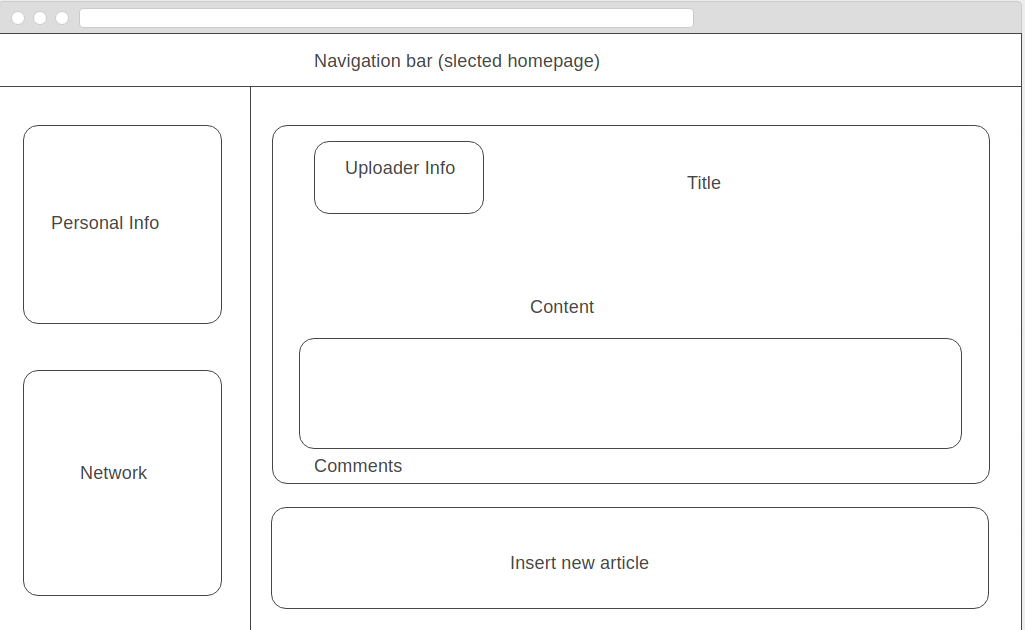 Navigation bar (slected homepage)
Personal Info
Network
Uploader Info
Title
Content
Comments
Insert new article